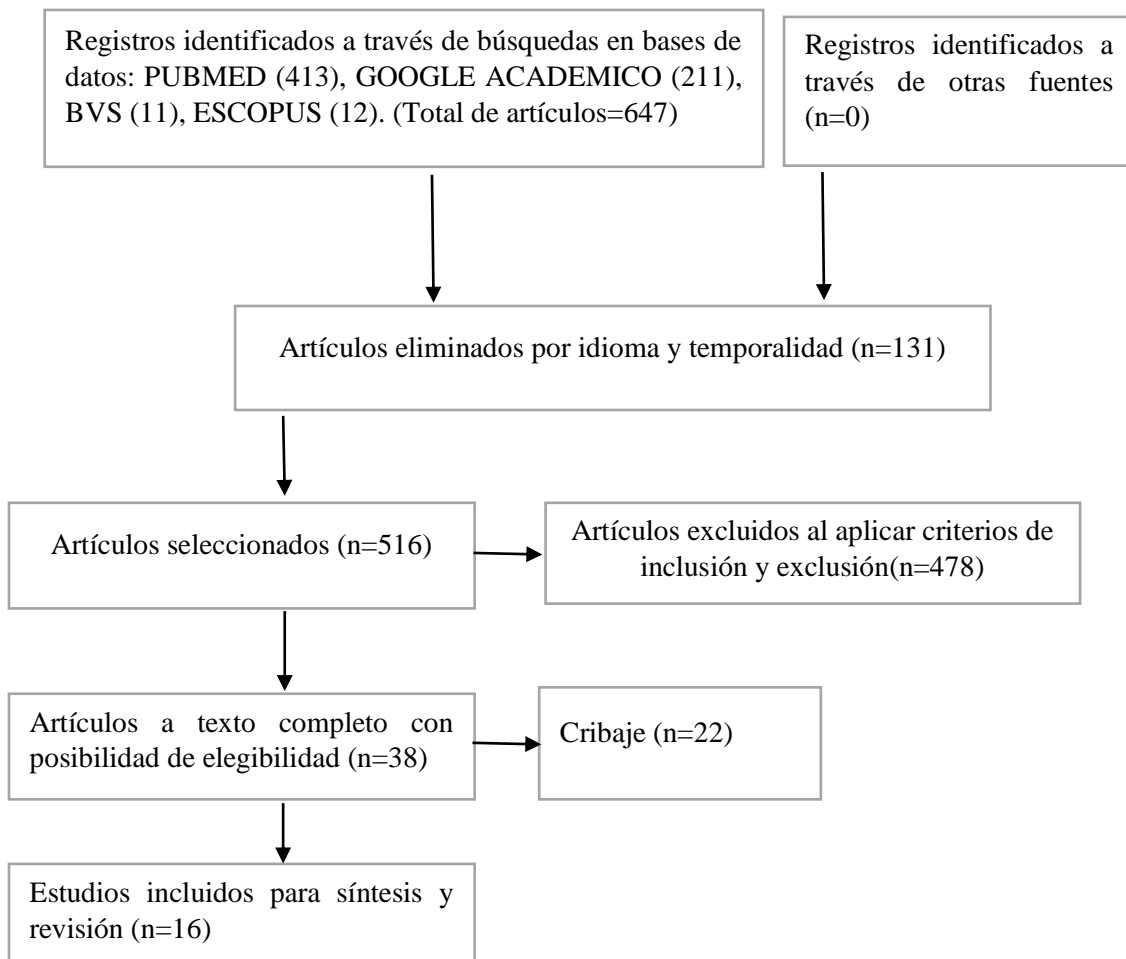 Registros identificados a través de búsquedas en bases de
datos: PUBMED (413), GOOGLE ACADEMICO (211),
BVS (11), ESCOPUS (12). (Total de artículos=647)
Registros identificados a
través de otras fuentes
(n=0)
Artículos eliminados por idioma y temporalidad (n=131)
Artículos seleccionados (n=516)
Artículos excluidos al aplicar criterios de
inclusión y exclusión(n=478)
Artículos a texto completo con
posibilidad de elegibilidad (n=38)
Cribaje (n=22)
Estudios incluidos para síntesis y
revisión (n=16)